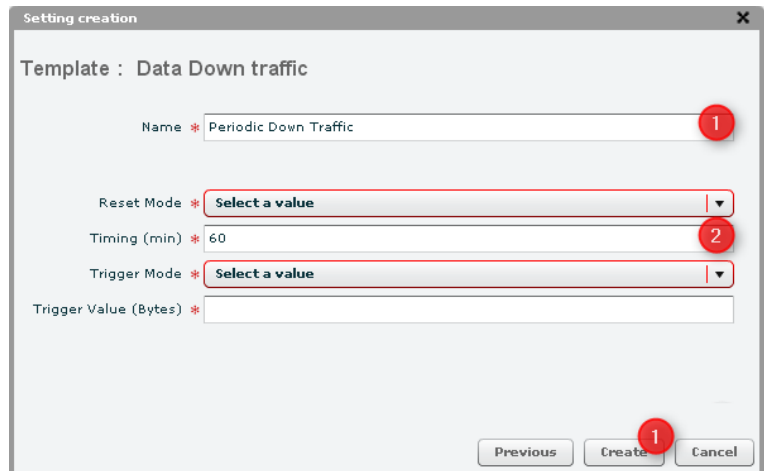 Setting creation
Template : Data Down traffic
Name * Periodic Down Traffic 1
Reset Mode * Select a value
Timing (min) * 60 2
Trigger Mode * Select a value
Trigger Value (Bytes) *
Previous Create 1 Cancel